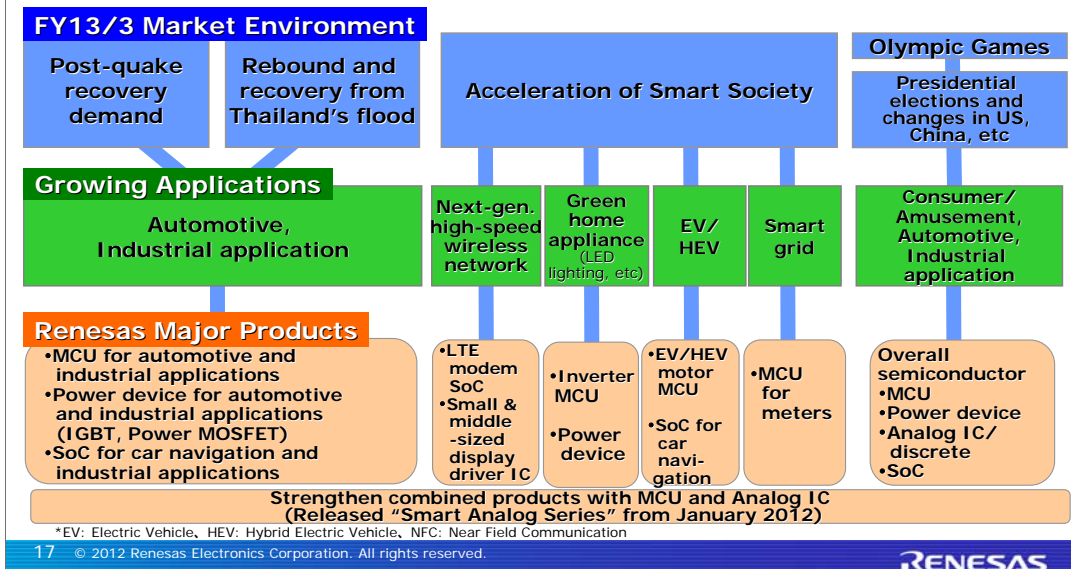 FY13/3 Market Environment
Post-quake
recovery
demand
Rebound and
recovery from
Thailand's flood
Acceleration of Smart Society
Olympic Games
Presidential
elections and
changes in US,
China, etc
Growing Applications
Automotive,
Industrial application
Next-gen.
high-speed
wireless
network
Green
home
appliance
(LED
lighting, etc)
EV/
HEV
Smart
grid
Consumer/
Amusement,
Automotive,
Industrial
application
Renesas Major Products
•MCU for automotive and
industrial applications
•Power device for automotive
and industrial applications
(IGBT, Power MOSFET)
•SoC for car navigation and
industrial applications
•LTE
modem
SoC
•Small &
middle
-sized
display
driver IC
•Inverter
MCU
•Power
device
•EV/HEV
motor
MCU
•SoC for
car
navi-
gation
•MCU
for
meters
Overall
semiconductor
•MCU
•Power device
•Analog IC/
discrete
•SoC
Strengthen combined products with MCU and Analog IC
(Released "Smart Analog Series" from January 2012)
*EV: Electric Vehicle、HEV: Hybrid Electric Vehicle、NFC: Near Field Communication
17 © 2012 Renesas Electronics Corporation. All rights reserved.
RENESAS